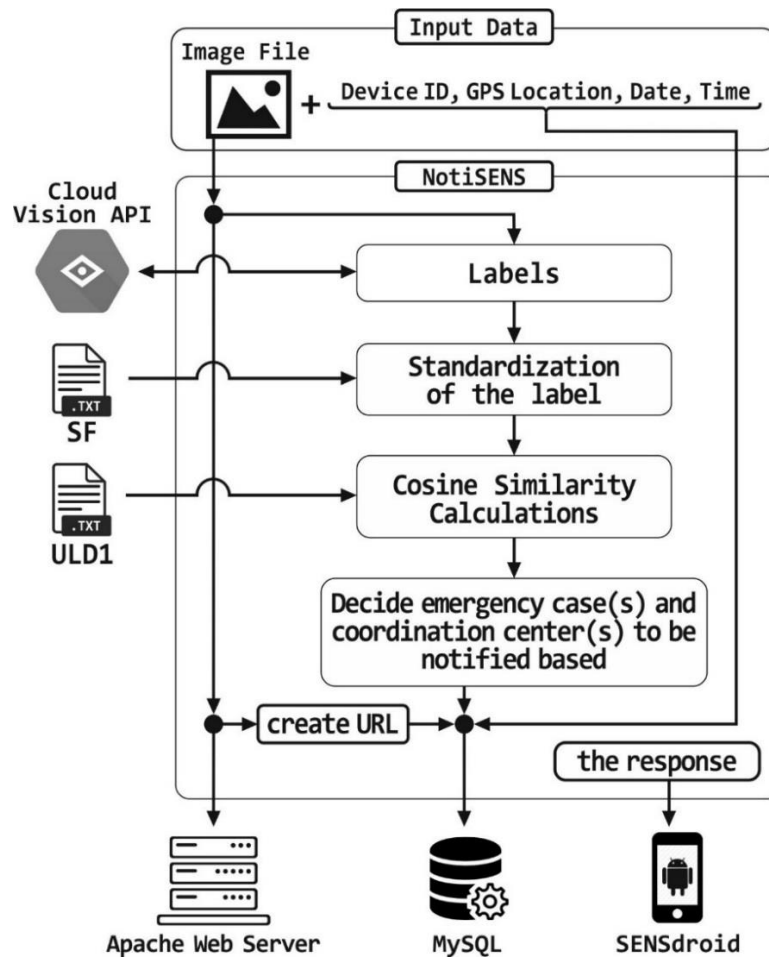 Input Data
Image File
Device ID, GPS Location, Date, Time
+
NotiSENS
Cloud
Vision API
Labels
Standardization
of the label
.TXT
SF
Cosine Similarity
Calculations
.TXT
ULD1
Decide emergency case(s) and
coordination center(s) to be
notified based
create URL
the response
Apache Web Server
MySQL
SENSdroid